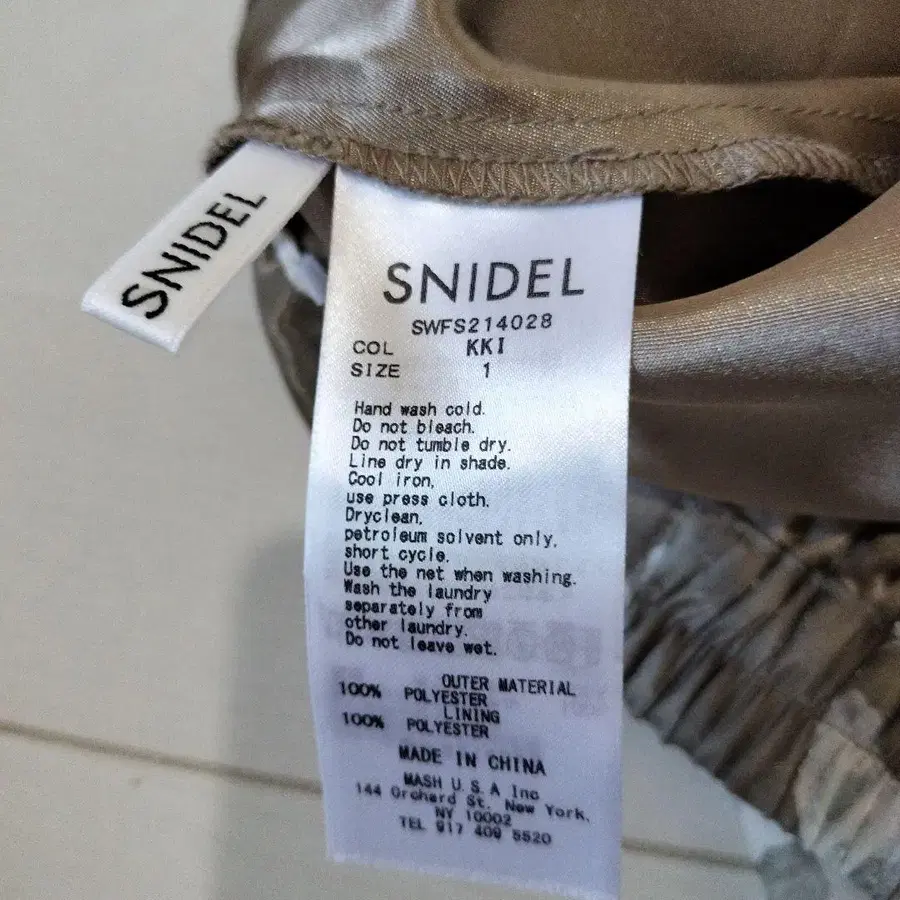 SNIDEL
SNIDEL
SWFS214028
COL KKI
SIZE 1
Hand wash cold.
Do not bleach.
Do not tumble dry.
Line dry in shade.
Cool iron,
use press cloth.
Dryclean,
petroleum solvent only,
short cycle.
Use the net when washing.
Wash the laundry
separately from
other laundry.
Do not leave wet.
OUTER MATERIAL
100% POLYESTER
LINING
100% POLYESTER
MADE IN CHINA
MASH U.S.A Inc
144 Orchard St. New York,
NY 10002
TEL 917 409 5520